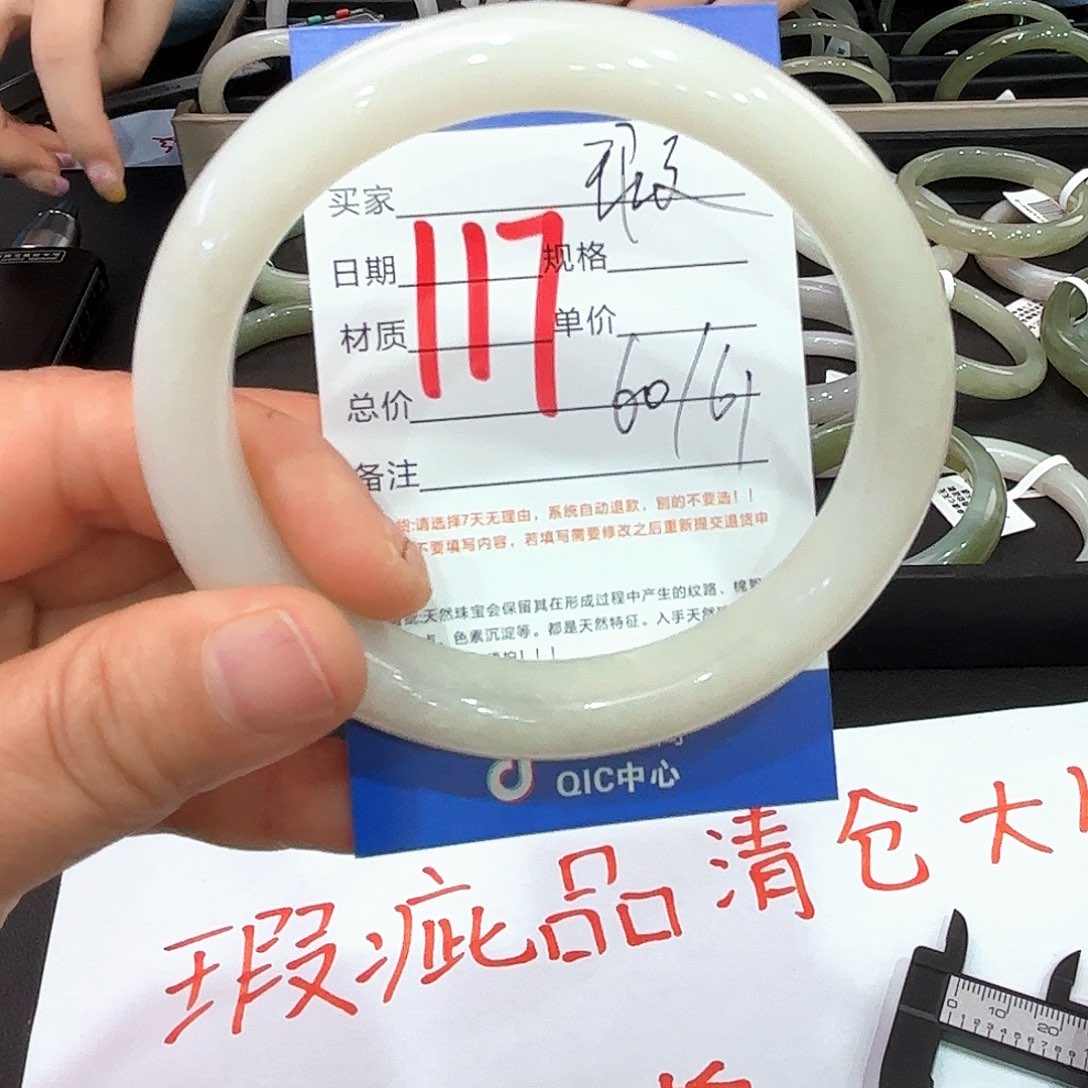 买家 瑕
日期 117 规格
材质 单价
总价 60/61
备注
请选择7天无理由，系统自动退款，别的不要选！！
不要填写内容，若填写需要修改之后重新提交退货申
天然珠宝会保留其在形成过程中产生的纹路、棉絮
色素沉淀等。都是天然特征。入手天然
！！！
QIC中心
瑕疵品清仓大
0 10 20